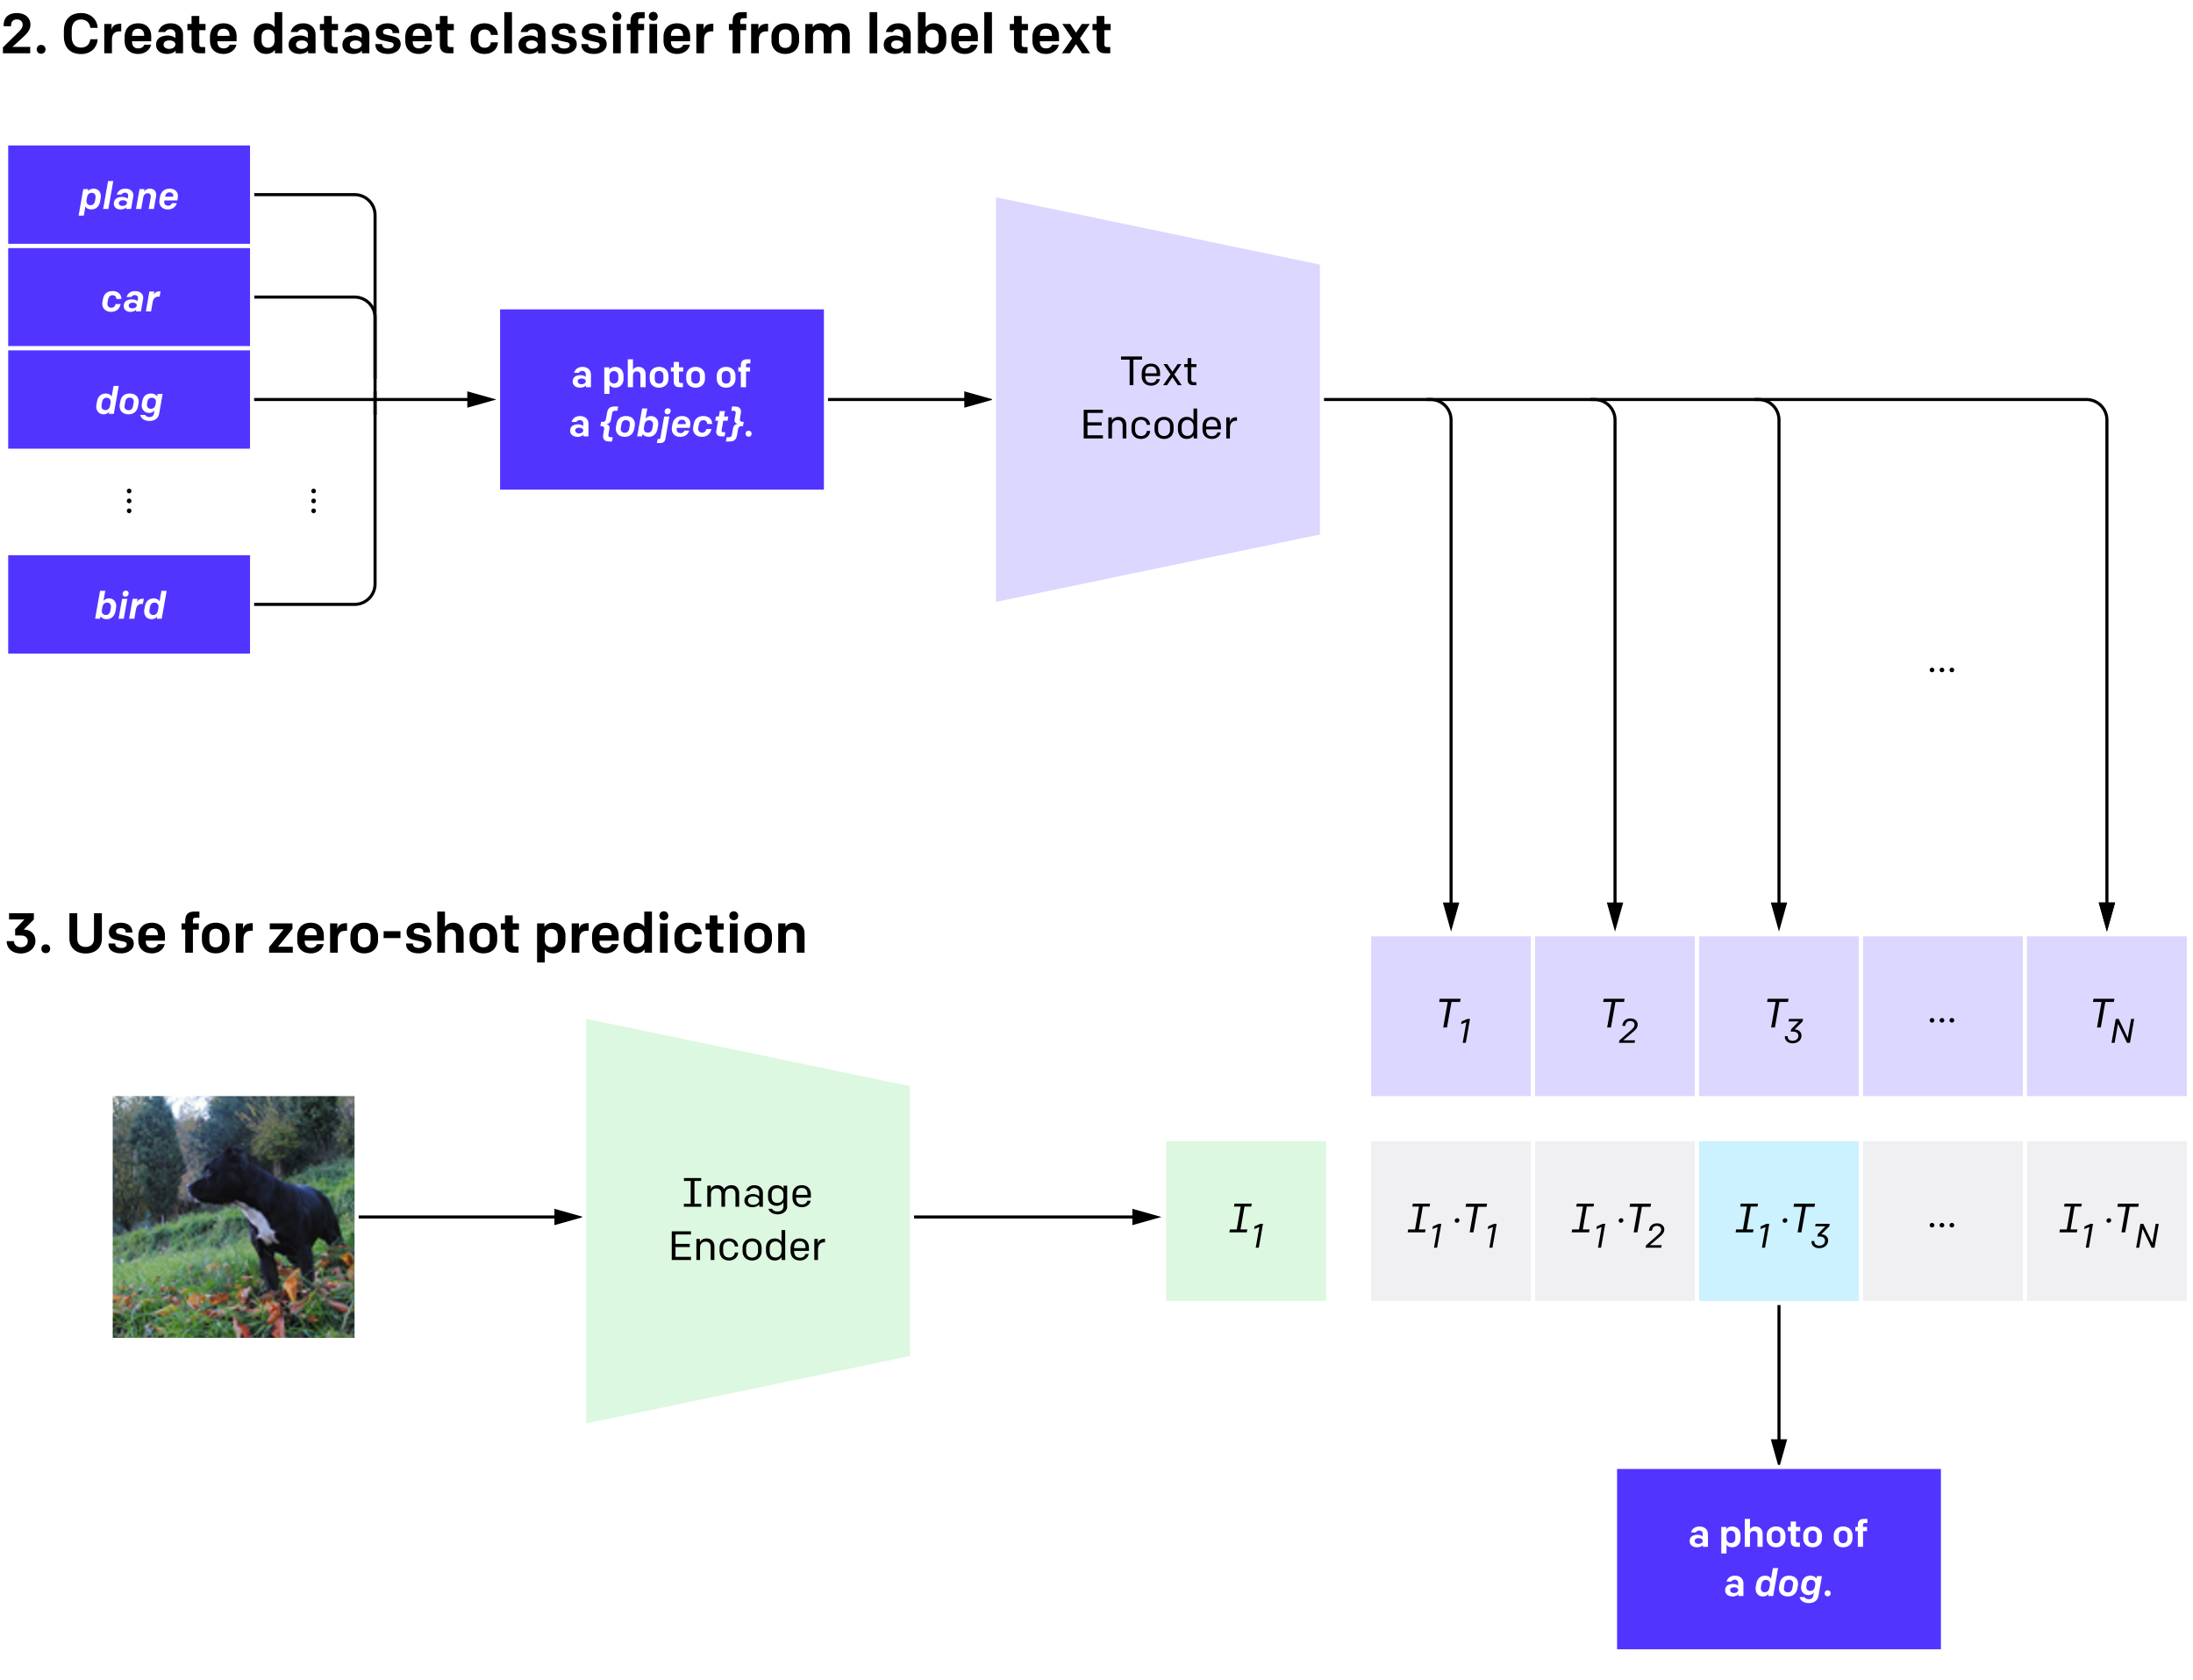 2. Create dataset classifier from label text
plane
car
dog
⋮ ⋮
bird
a photo of
a {object}.
Text
Encoder
...
3. Use for zero-shot prediction
T1 T2 T3 ... TN
Image
Encoder
I1 I1·T1 I1·T2 I1·T3 ... I1·TN
a photo of
a dog.